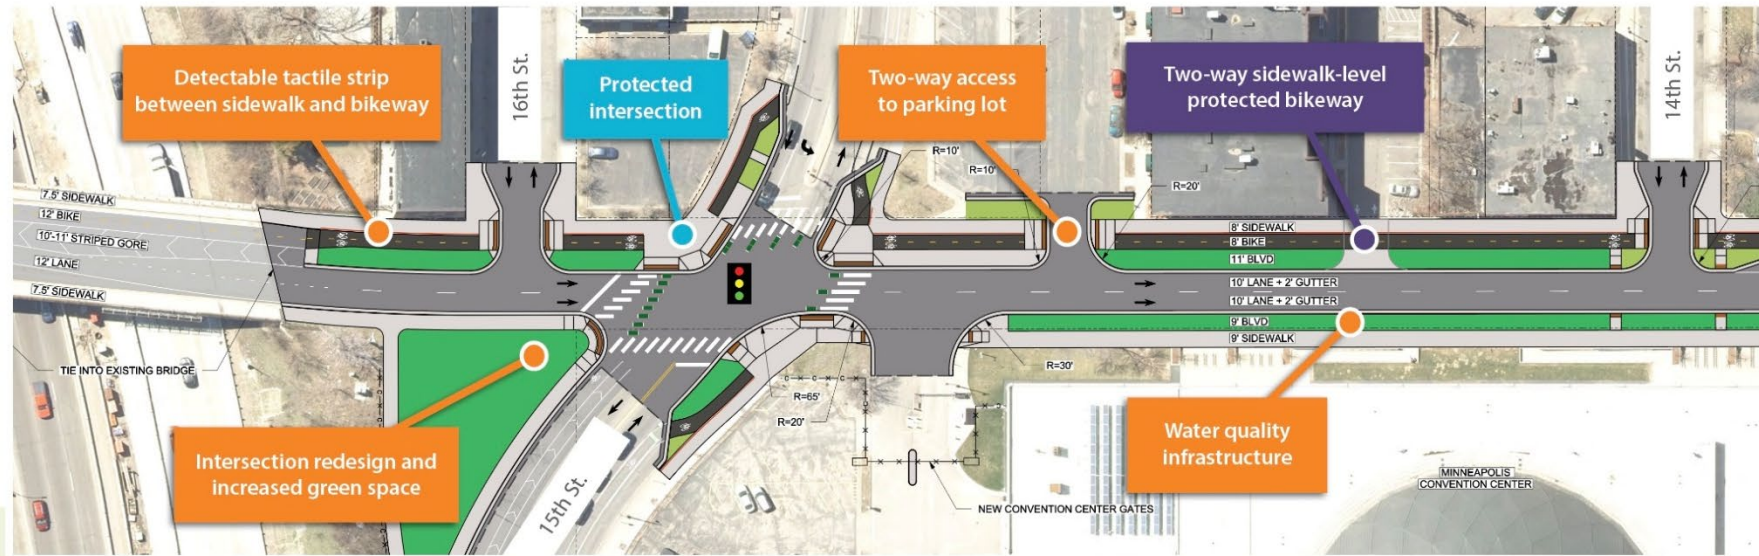 Detectable tactile strip
between sidewalk and bikeway
16th St.
Protected
intersection
Two-way access
to parking lot
Two-way sidewalk-level
protected bikeway
14th St.
R=10'
R=10'
R=20'
7.5' SIDEWALK
12' BIKE
10'-11' STRIPED GORE
12' LANE
7.5' SIDEWALK
8' SIDEWALK
8' BIKE
11' BLVD
10' LANE + 2' GUTTER
10' LANE + 2' GUTTER
9' BLVD
9' SIDEWALK
TIE INTO EXISTING BRIDGE
R=30'
R=65'
R=20'
Intersection redesign and
increased green space
15th St.
Water quality
infrastructure
MINNEAPOLIS
CONVENTION CENTER
NEW CONVENTION CENTER GATES